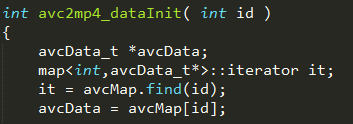 int avc2mp4_dataInit( int id )
{
    avcData_t *avcData;
    map<int,avcData_t*>::iterator it;
    it = avcMap.find(id);
    avcData = avcMap[id];